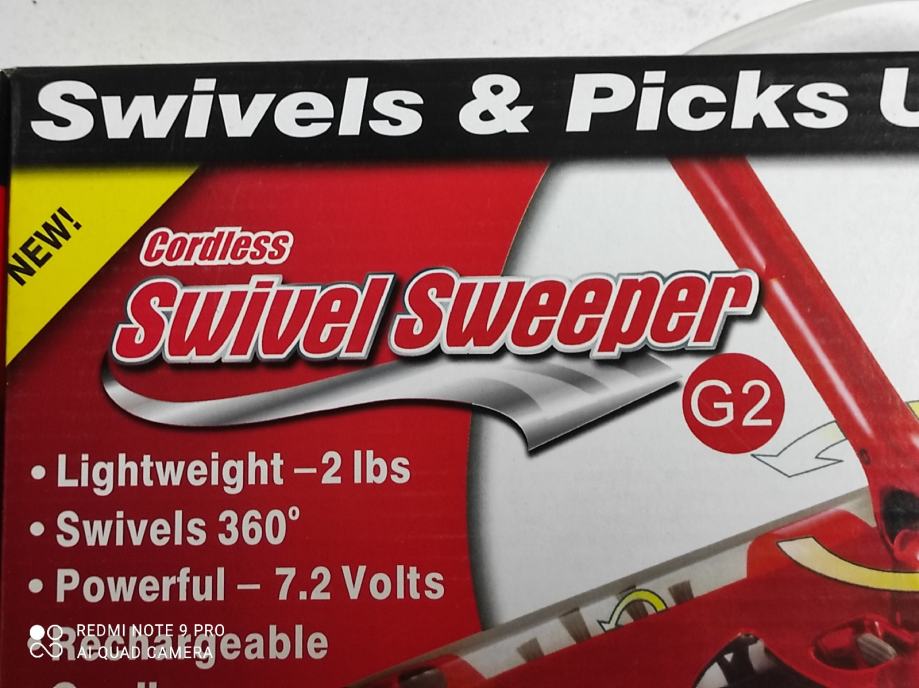 Swivels & Picks U
NEW!
Cordless
Swivel Sweeper
G2
• Lightweight – 2 lbs
• Swivels 360°
• Powerful – 7.2 Volts
• Rechargeable
REDMI NOTE 9 PRO
AI QUAD CAMERA